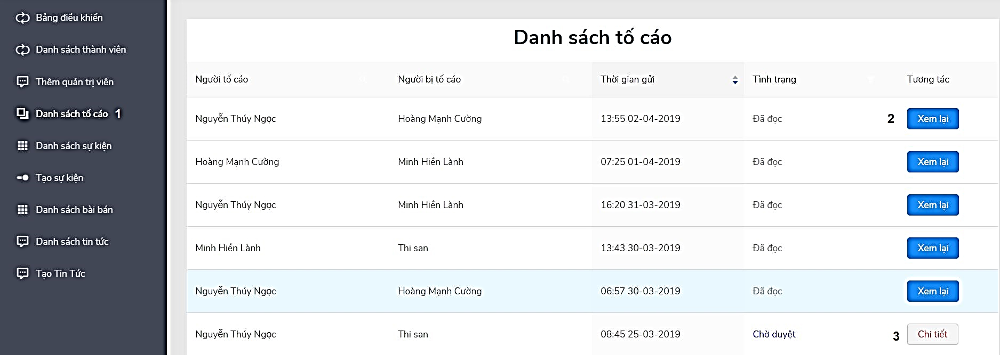 Bảng điều khiển
Danh sách thành viên
Thêm quản trị viên
Danh sách tố cáo 1
Danh sách sự kiện
Tạo sự kiện
Danh sách bài bán
Danh sách tin tức
Tạo Tin Tức
Danh sách tố cáo
Người tố cáo Người bị tố cáo Thời gian gửi Tình trạng Tương tác
Nguyễn Thúy Ngọc Hoàng Mạnh Cường 13:55 02-04-2019 Đã đọc 2 Xem lại
Hoàng Mạnh Cường Minh Hiền Lành 07:25 01-04-2019 Đã đọc Xem lại
Nguyễn Thúy Ngọc Minh Hiền Lành 16:20 31-03-2019 Đã đọc Xem lại
Minh Hiền Lành Thi san 13:43 30-03-2019 Đã đọc Xem lại
Nguyễn Thúy Ngọc Hoàng Mạnh Cường 06:57 30-03-2019 Đã đọc Xem lại
Nguyễn Thúy Ngọc Thi san 08:45 25-03-2019 Chờ duyệt 3 Chi tiết